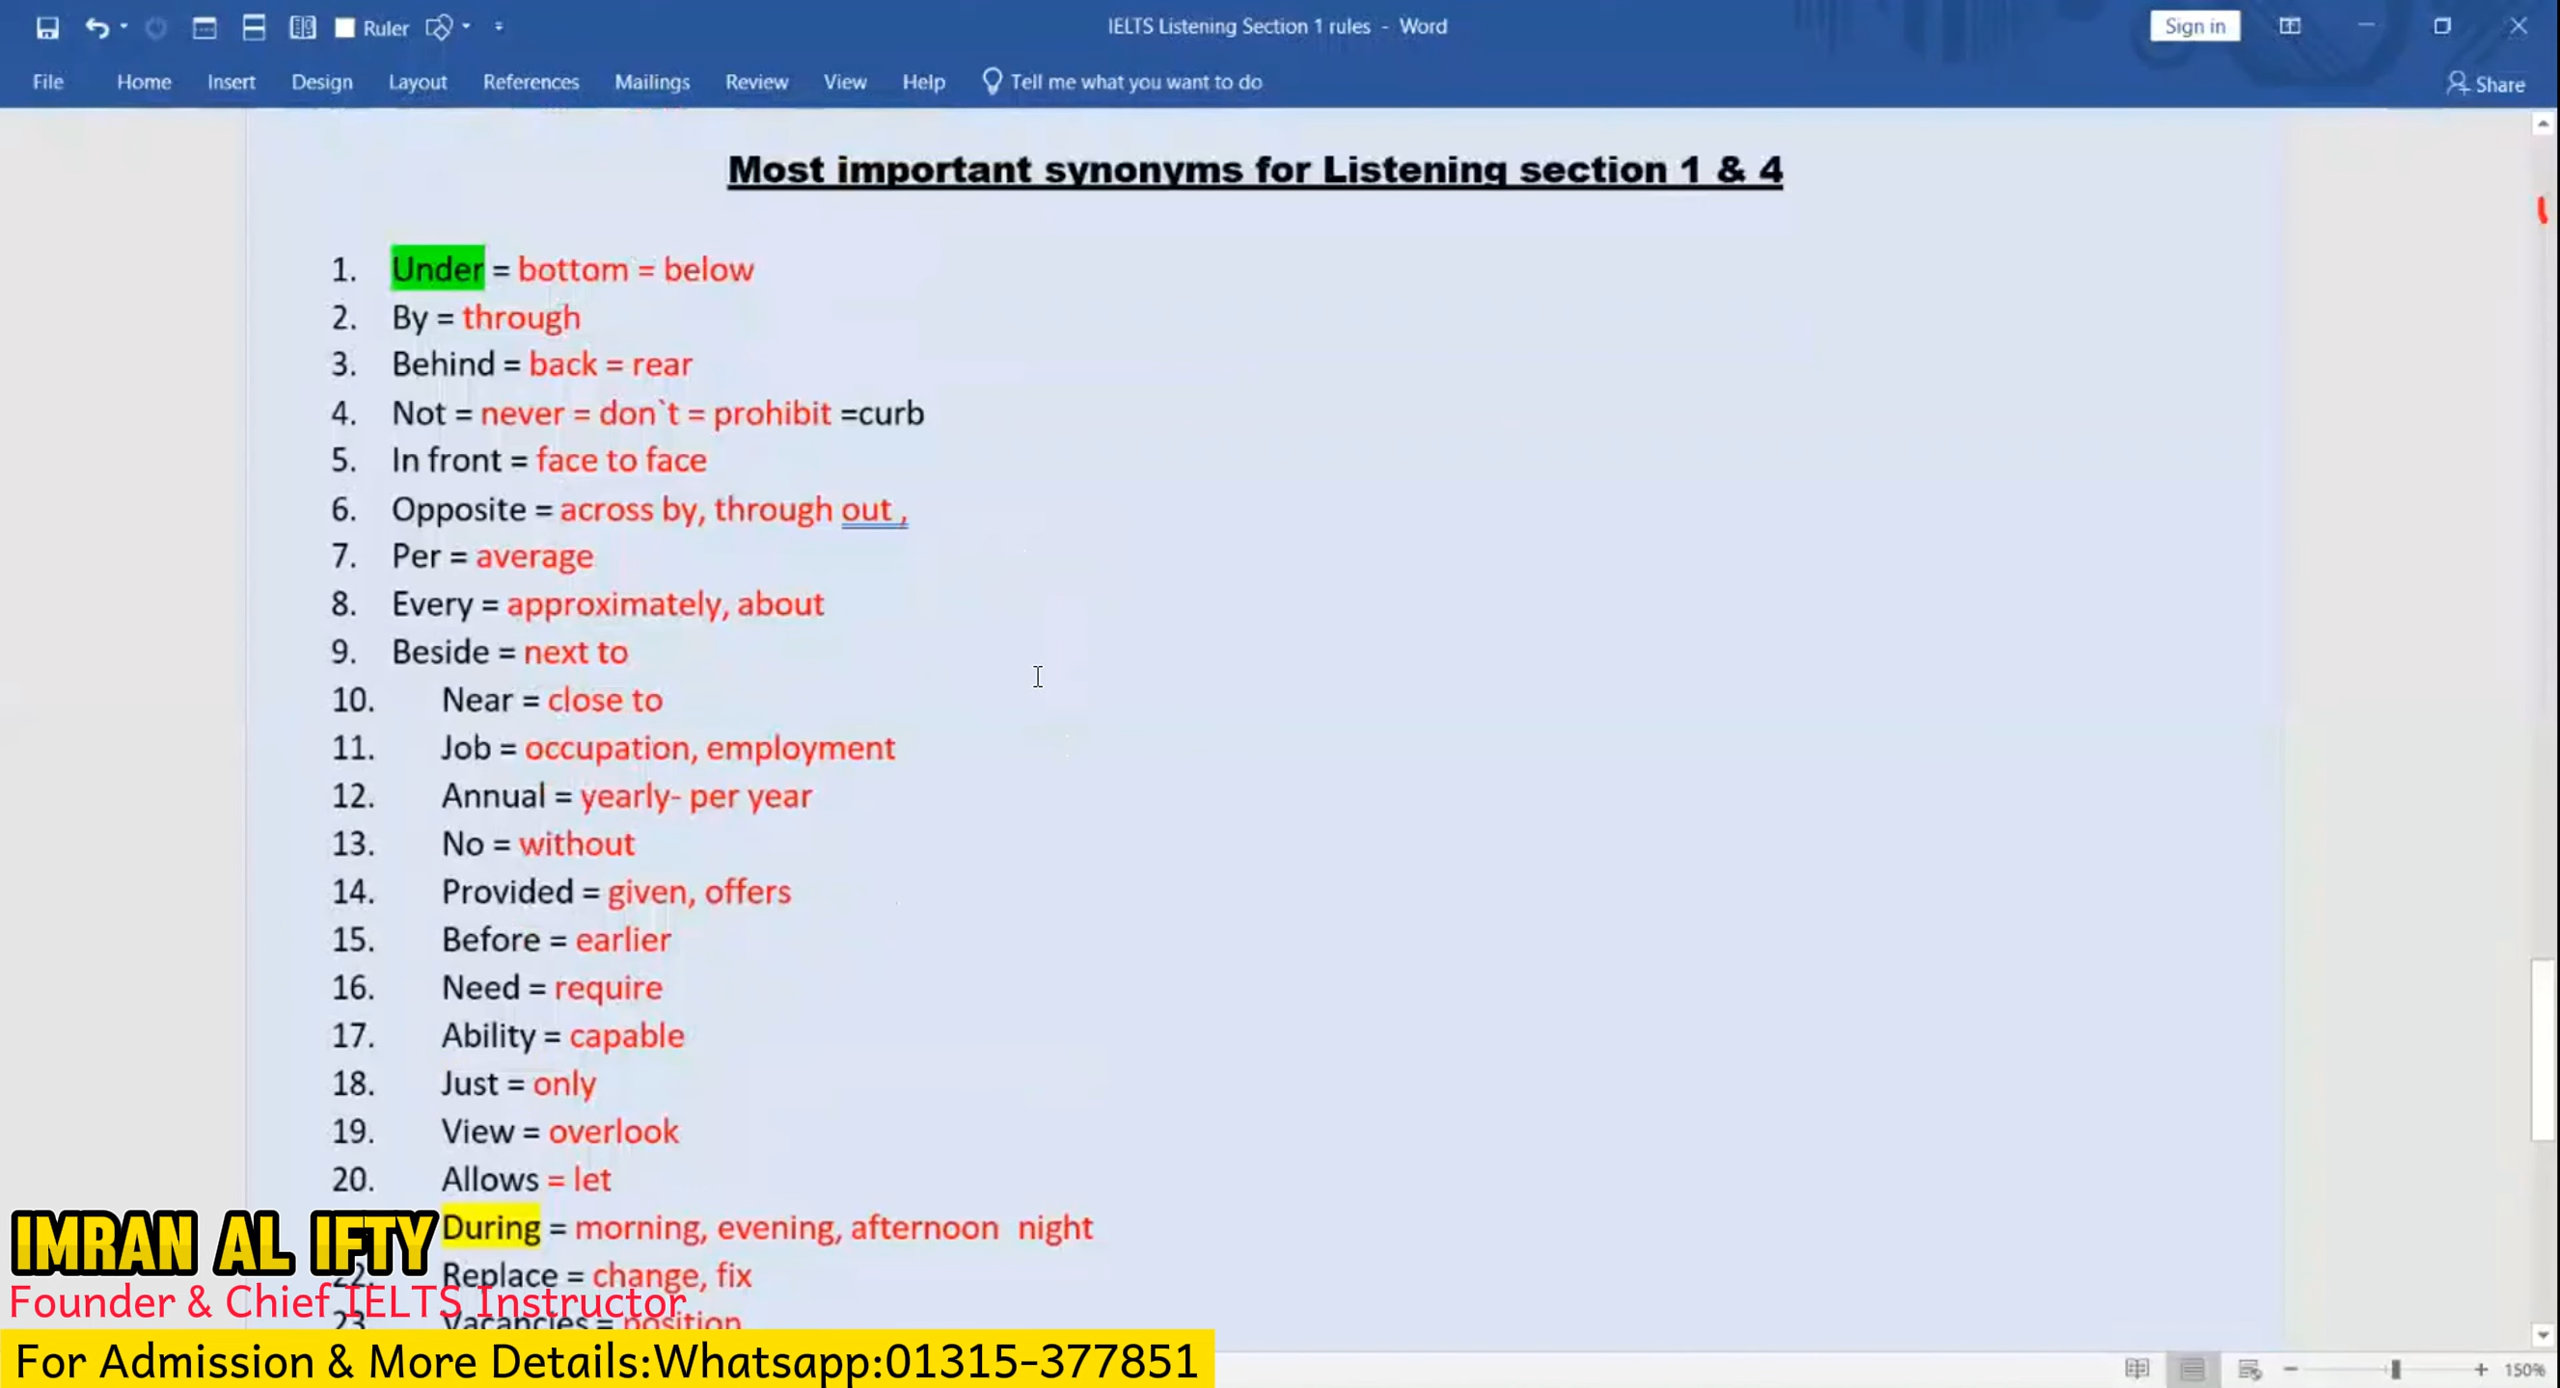 Ruler
IELTS Listening Section 1 rules - Word
Sign in
File Home Insert Design Layout References Mailings Review View Help Tell me what you want to do
Share
Most important synonyms for Listening section 1 & 4
1. Under = bottom = below
2. By = through
3. Behind = back = rear
4. Not = never = don`t = prohibit =curb
5. In front = face to face
6. Opposite = across by, through out ,
7. Per = average
8. Every = approximately, about
9. Beside = next to
10. Near = close to
11. Job = occupation, employment
12. Annual = yearly- per year
13. No = without
14. Provided = given, offers
15. Before = earlier
16. Need = require
17. Ability = capable
18. Just = only
19. View = overlook
20. Allows = let
During = morning, evening, afternoon night
22. Replace = change, fix
23. Vacancies = position
IMRAN AL IFTY
Founder & Chief IELTS Instructor
For Admission & More Details:Whatsapp:01315-377851
150%